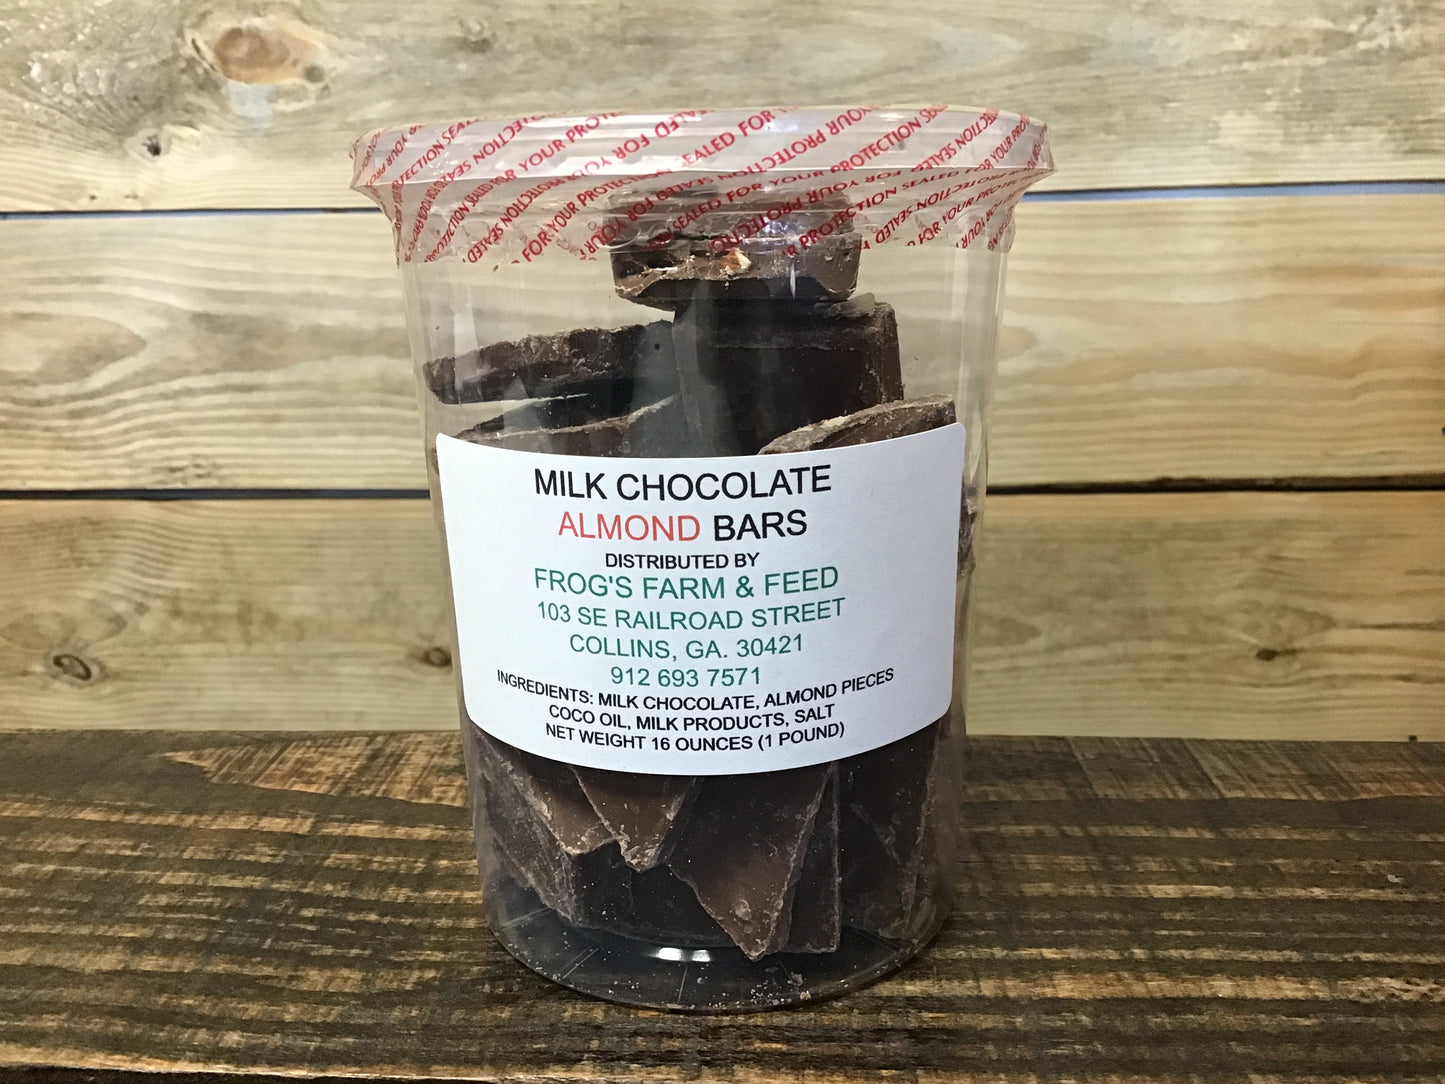 SEALED FOR YOUR PROTECTION
MILK CHOCOLATE
ALMOND BARS
DISTRIBUTED BY
FROG'S FARM & FEED
103 SE RAILROAD STREET
COLLINS, GA. 30421
912 693 7571
INGREDIENTS: MILK CHOCOLATE, ALMOND PIECES
COCO OIL, MILK PRODUCTS, SALT
NET WEIGHT 16 OUNCES (1 POUND)